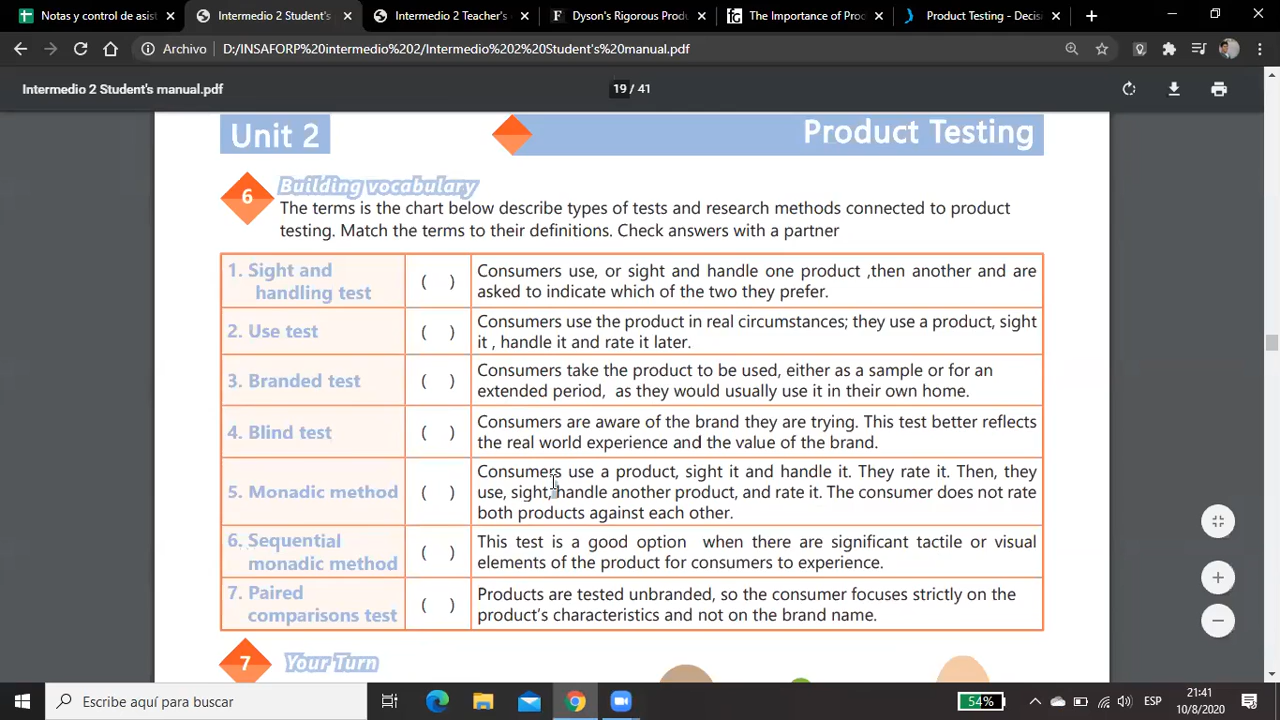 Notas y control de asist
Intermedio 2 Student's
Intermedio 2 Teacher's
Dyson's Rigorous Produ
The Importance of Proc
Product Testing - Decis
Archivo
D:/INSAFORP%20intermedio %202/Intermedio%202%20Student's%20manual.pdf
Intermedio 2 Student's manual.pdf
19 / 41
Unit 2
Product Testing
6
Building vocabulary
The terms is the chart below describe types of tests and research methods connected to product
testing. Match the terms to their definitions. Check answers with a partner
1. Sight and
handling test
( )
Consumers use, or sight and handle one product ,then another and are
asked to indicate which of the two they prefer.
2. Use test
( )
Consumers use the product in real circumstances; they use a product, sight
it , handle it and rate it later.
3. Branded test
( )
Consumers take the product to be used, either as a sample or for an
extended period, as they would usually use it in their own home.
4. Blind test
( )
Consumers are aware of the brand they are trying. This test better reflects
the real world experience and the value of the brand.
5. Monadic method
( )
Consumers use a product, sight it and handle it. They rate it. Then, they
use, sight, handle another product, and rate it. The consumer does not rate
both products against each other.
6. Sequential
monadic method
( )
This test is a good option when there are significant tactile or visual
elements of the product for consumers to experience.
7. Paired
comparisons test
( )
Products are tested unbranded, so the consumer focuses strictly on the
product's characteristics and not on the brand name.
7
Your Turn
Escribe aquí para buscar
54%
ESP
21:41
10/8/2020